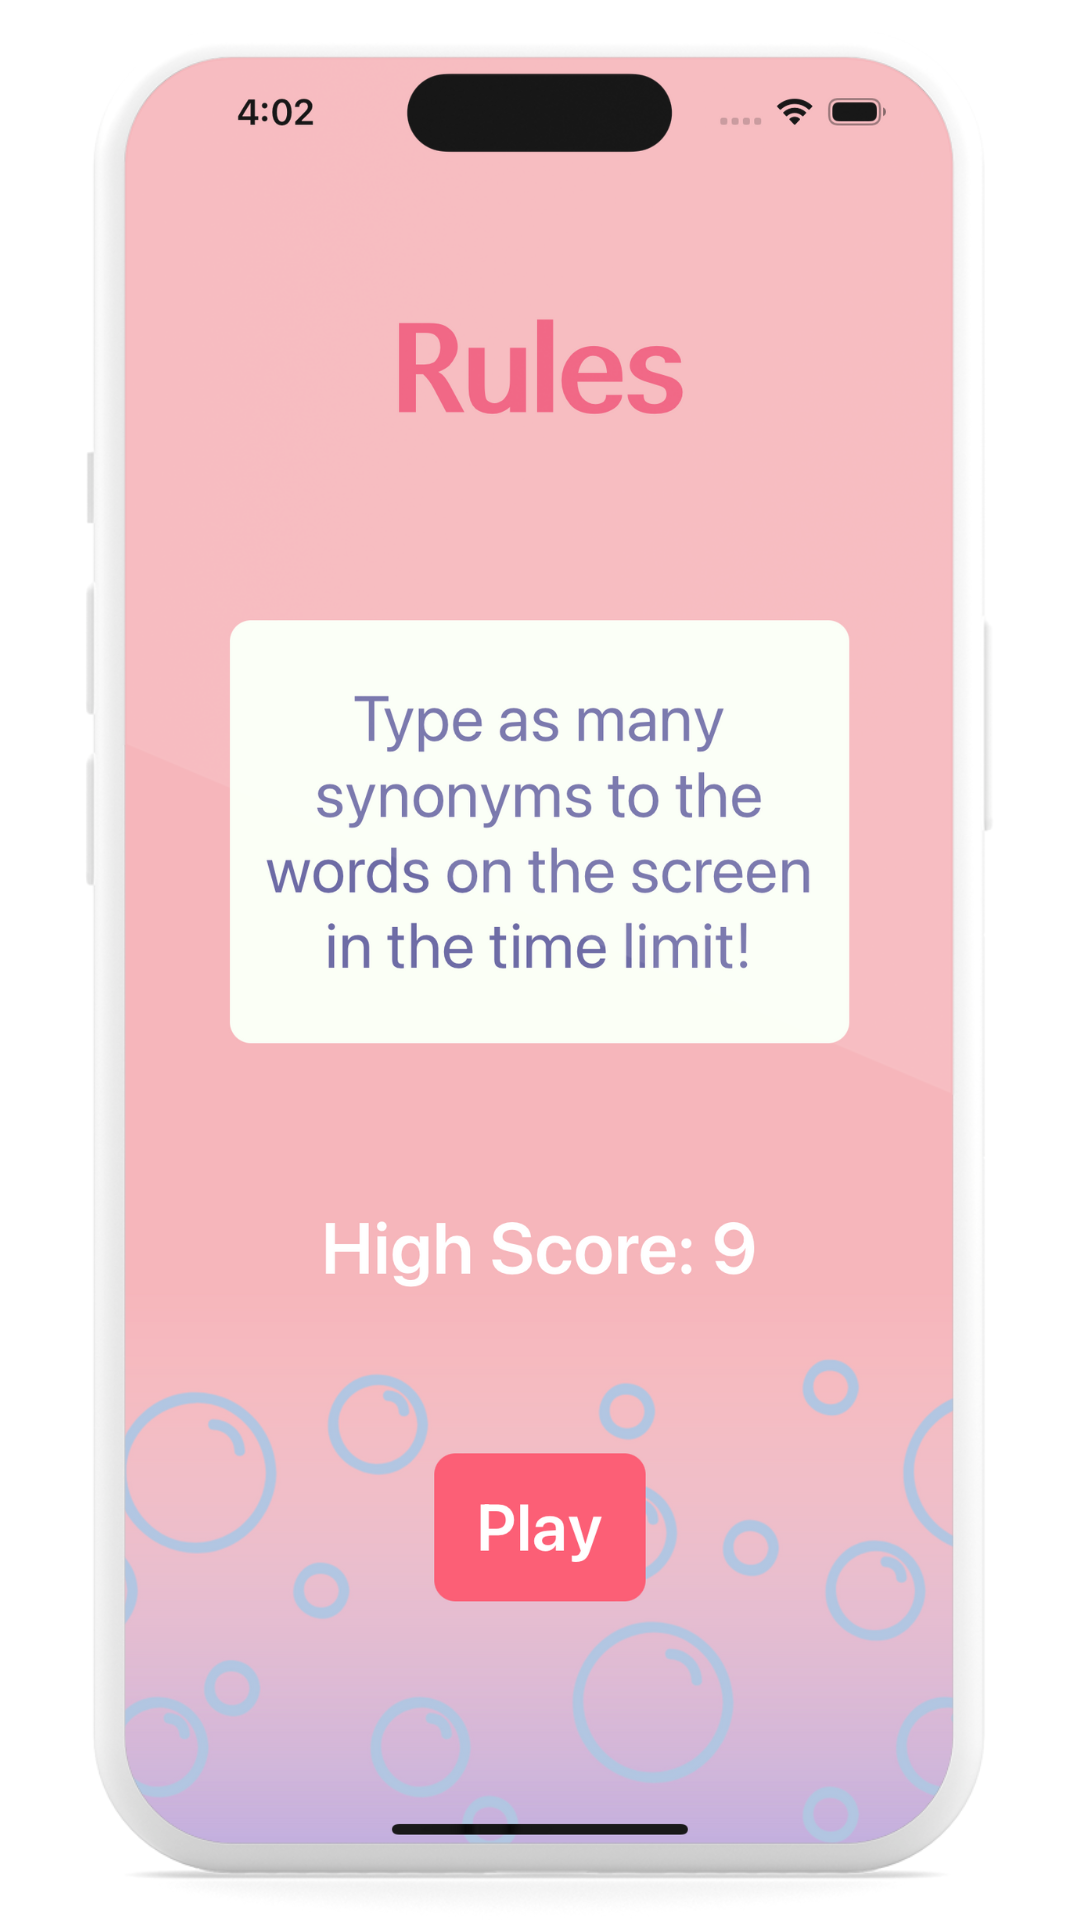 4:02
Rules
Type as many
synonyms to the
words on the screen
in the time limit!
High Score: 9
Play